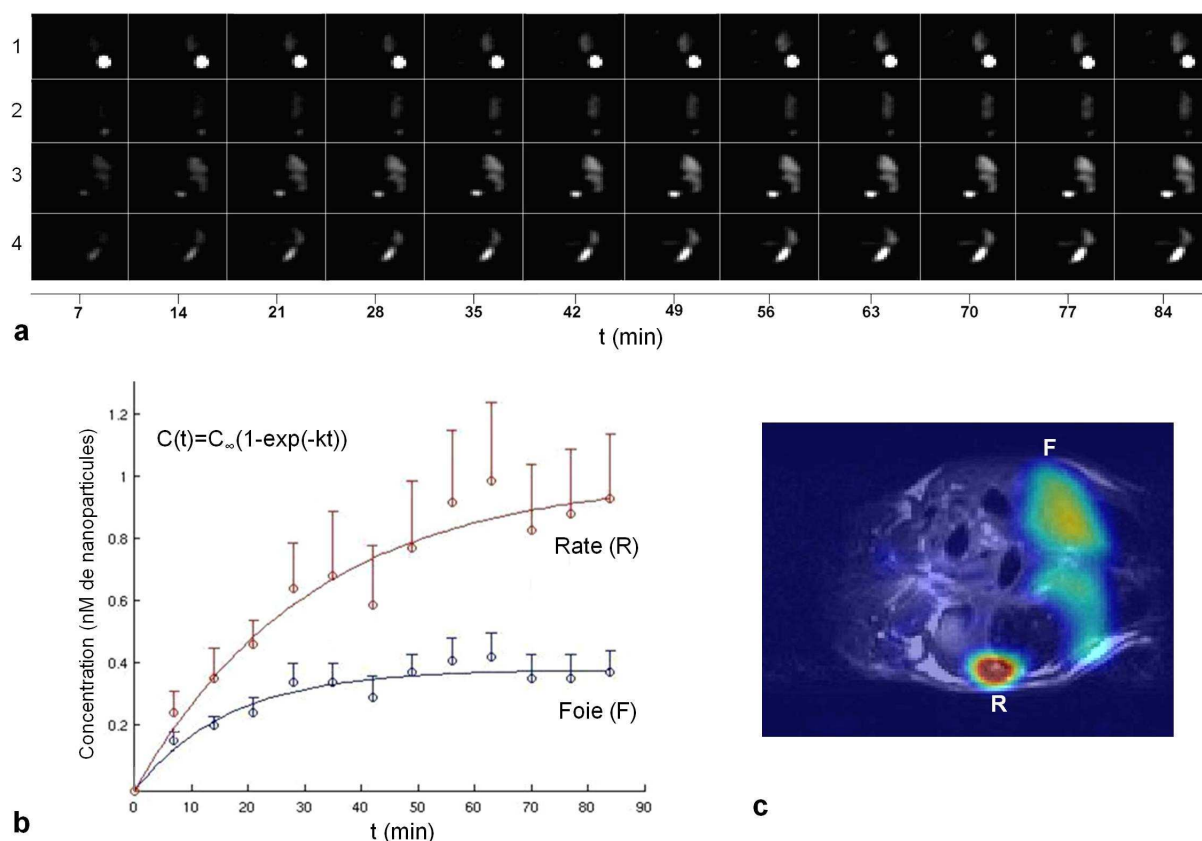 1
2
3
4
7 14 21 28 35 42 49 56 63 70 77 84
t (min)
a
1.2
1
0.8
0.6
0.4
0.2
Concentration (nM de nanoparticules)
C(t)=C∞(1-exp(-kt))
Rate (R)
Foie (F)
0 10 20 30 40 50 60 70 80 90
t (min)
b
F
R
c